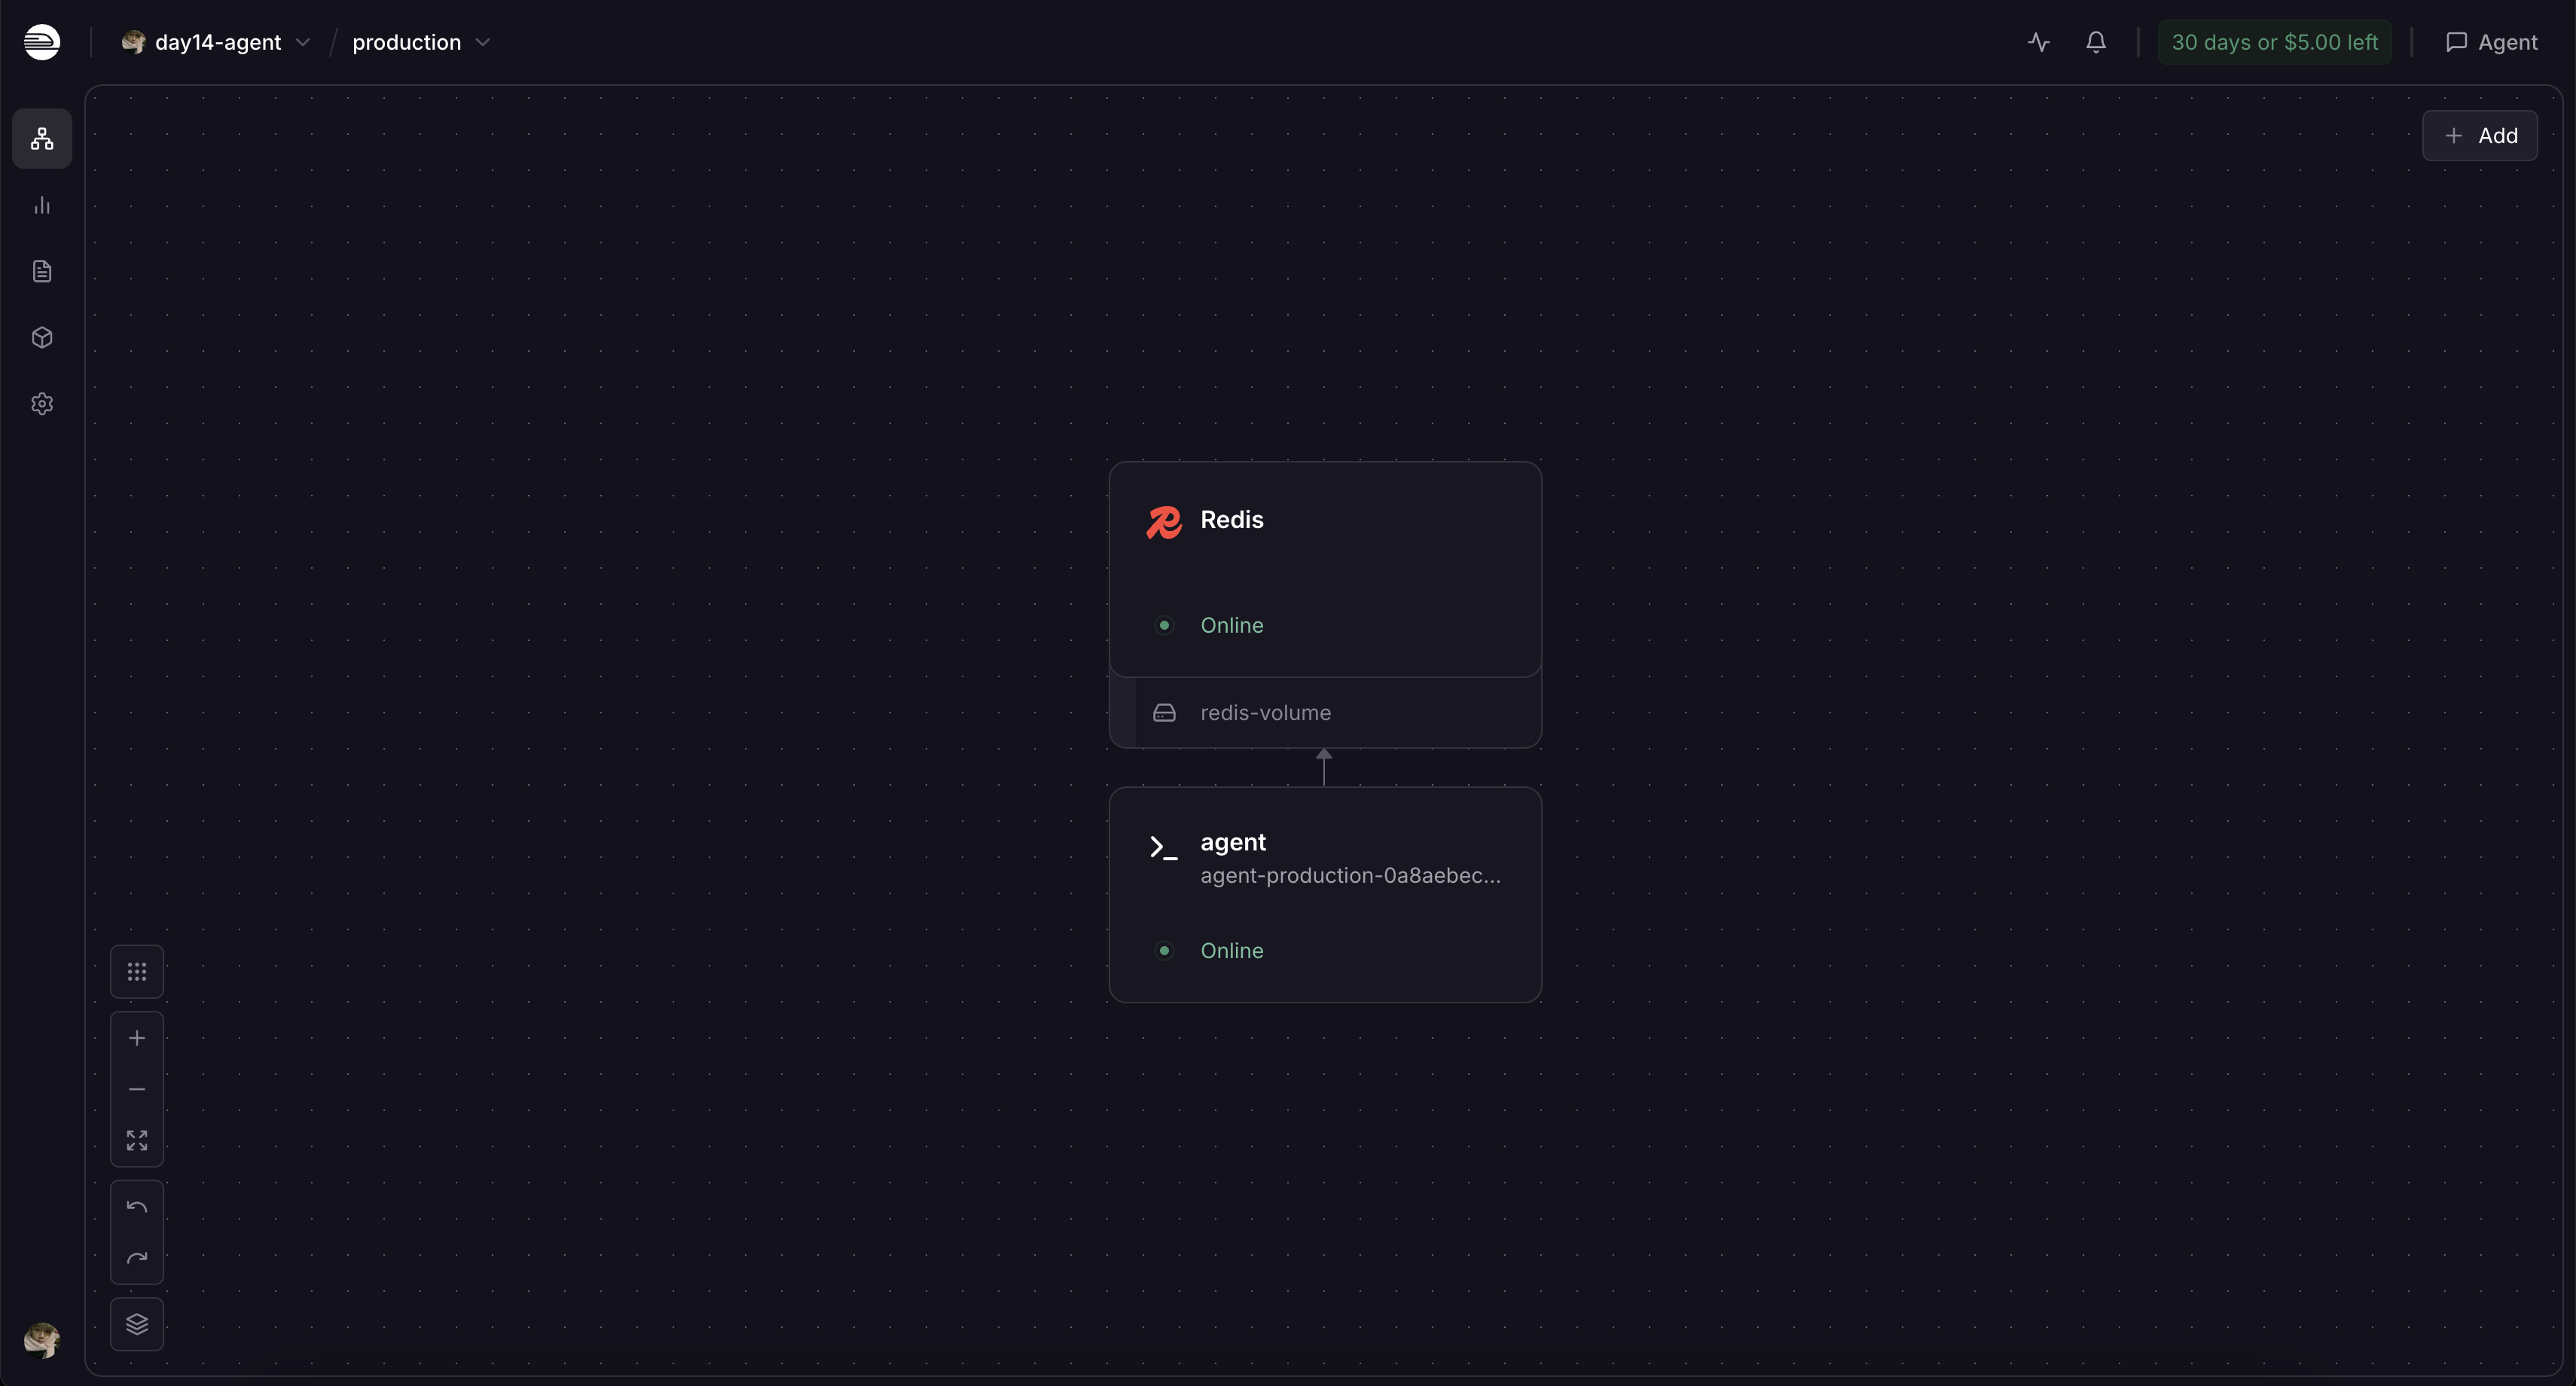 day14-agent / production
30 days or $5.00 left
Agent
Add
Redis
Online
redis-volume
agent
agent-production-0a8aebec...
Online